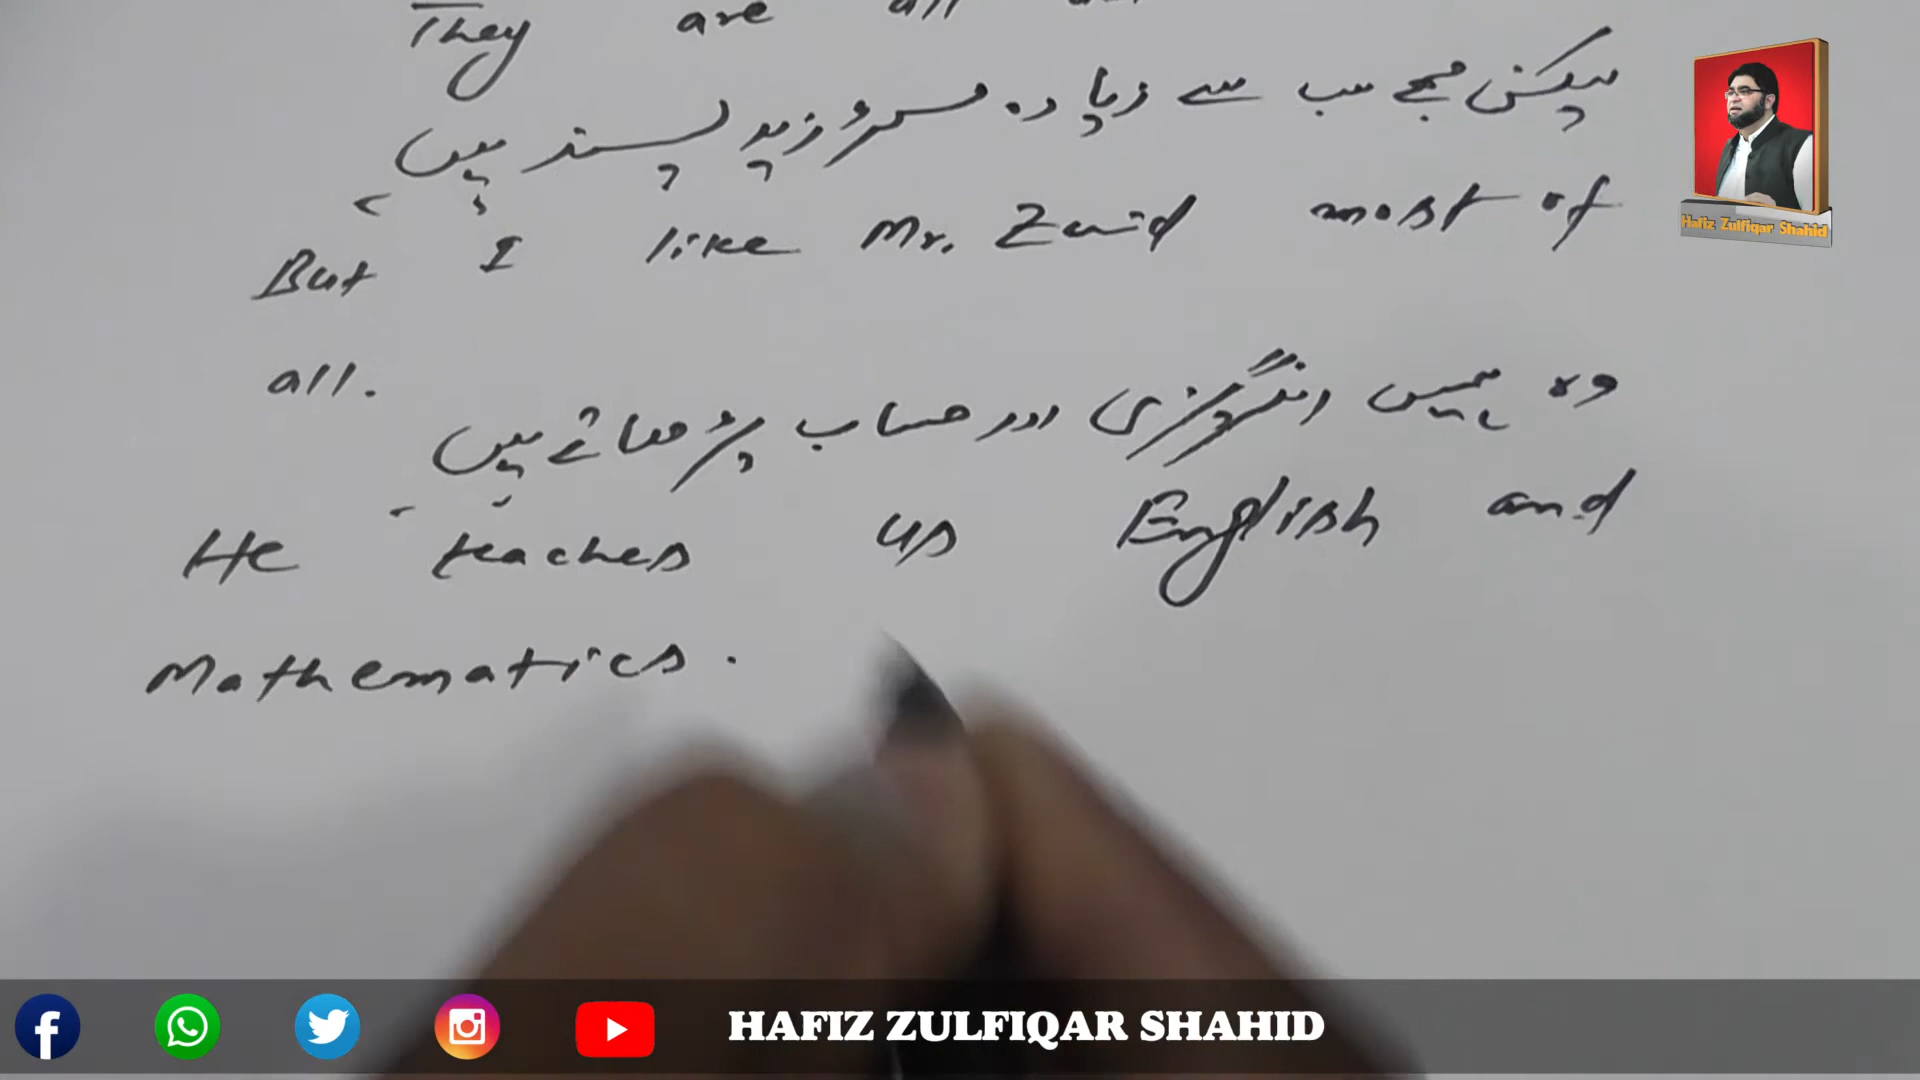 They are all
لیکن مجھے سب سے زیادہ مسٹر زید پسند ہیں
But I like Mr. Zaid most of
all.
وہ ہمیں انگریزی اور حساب پڑھاتے ہیں
He teaches us English and
Mathematics.
Hafiz Zulfiqar Shahid
HAFIZ ZULFIQAR SHAHID